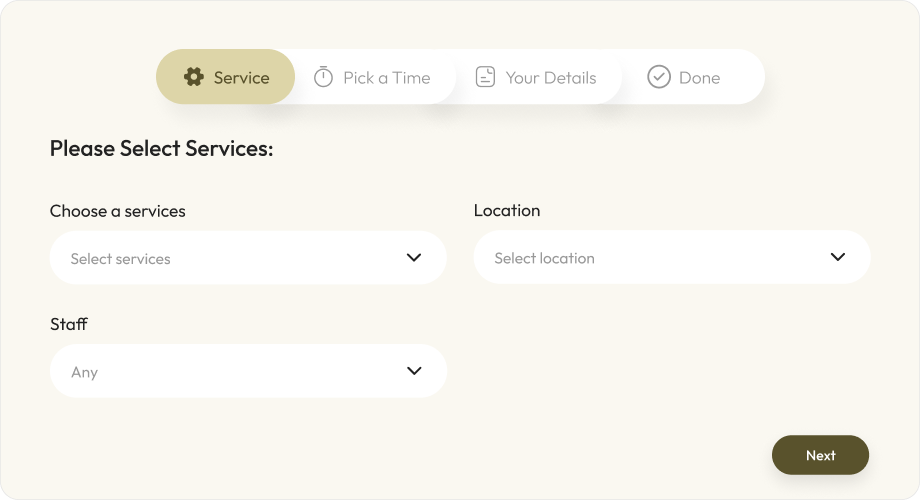 Service
Pick a Time
Your Details
Done
Please Select Services:
Choose a services
Location
Select services
Select location
Staff
Any
Next